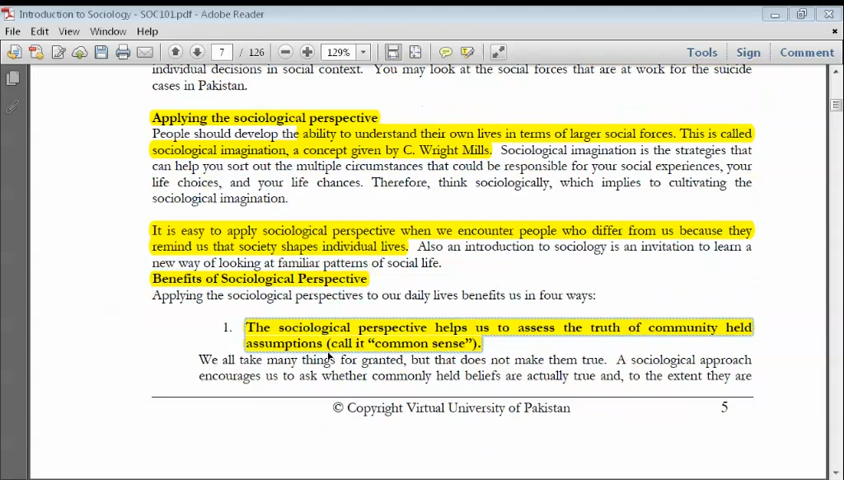 Introduction to Sociology - SOC101.pdf - Adobe Reader
File Edit View Window Help
7 / 126 129% Tools Sign Comment
individual decisions in social context. You may look at the social forces that are at work for the suicide
cases in Pakistan.
Applying the sociological perspective
People should develop the ability to understand their own lives in terms of larger social forces. This is called
sociological imagination, a concept given by C. Wright Mills. Sociological imagination is the strategies that
can help you sort out the multiple circumstances that could be responsible for your social experiences, your
life choices, and your life chances. Therefore, think sociologically, which implies to cultivating the
sociological imagination.
It is easy to apply sociological perspective when we encounter people who differ from us because they
remind us that society shapes individual lives. Also an introduction to sociology is an invitation to learn a
new way of looking at familiar patterns of social life.
Benefits of Sociological Perspective
Applying the sociological perspectives to our daily lives benefits us in four ways:
1. The sociological perspective helps us to assess the truth of community held
assumptions (call it “common sense”).
We all take many things for granted, but that does not make them true. A sociological approach
encourages us to ask whether commonly held beliefs are actually true and, to the extent they are
© Copyright Virtual University of Pakistan 5